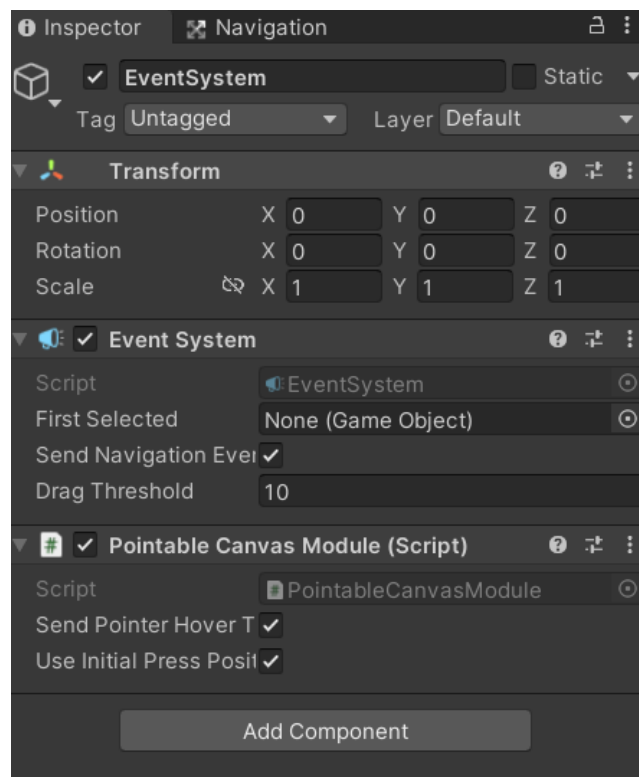 Inspector Navigation
EventSystem Static
Tag Untagged Layer Default
Transform
Position X 0 Y 0 Z 0
Rotation X 0 Y 0 Z 0
Scale X 1 Y 1 Z 1
Event System
Script EventSystem
First Selected None (Game Object)
Send Navigation Ever
Drag Threshold 10
# Pointable Canvas Module (Script)
Script # PointableCanvasModule
Send Pointer Hover T
Use Initial Press Posit
Add Component